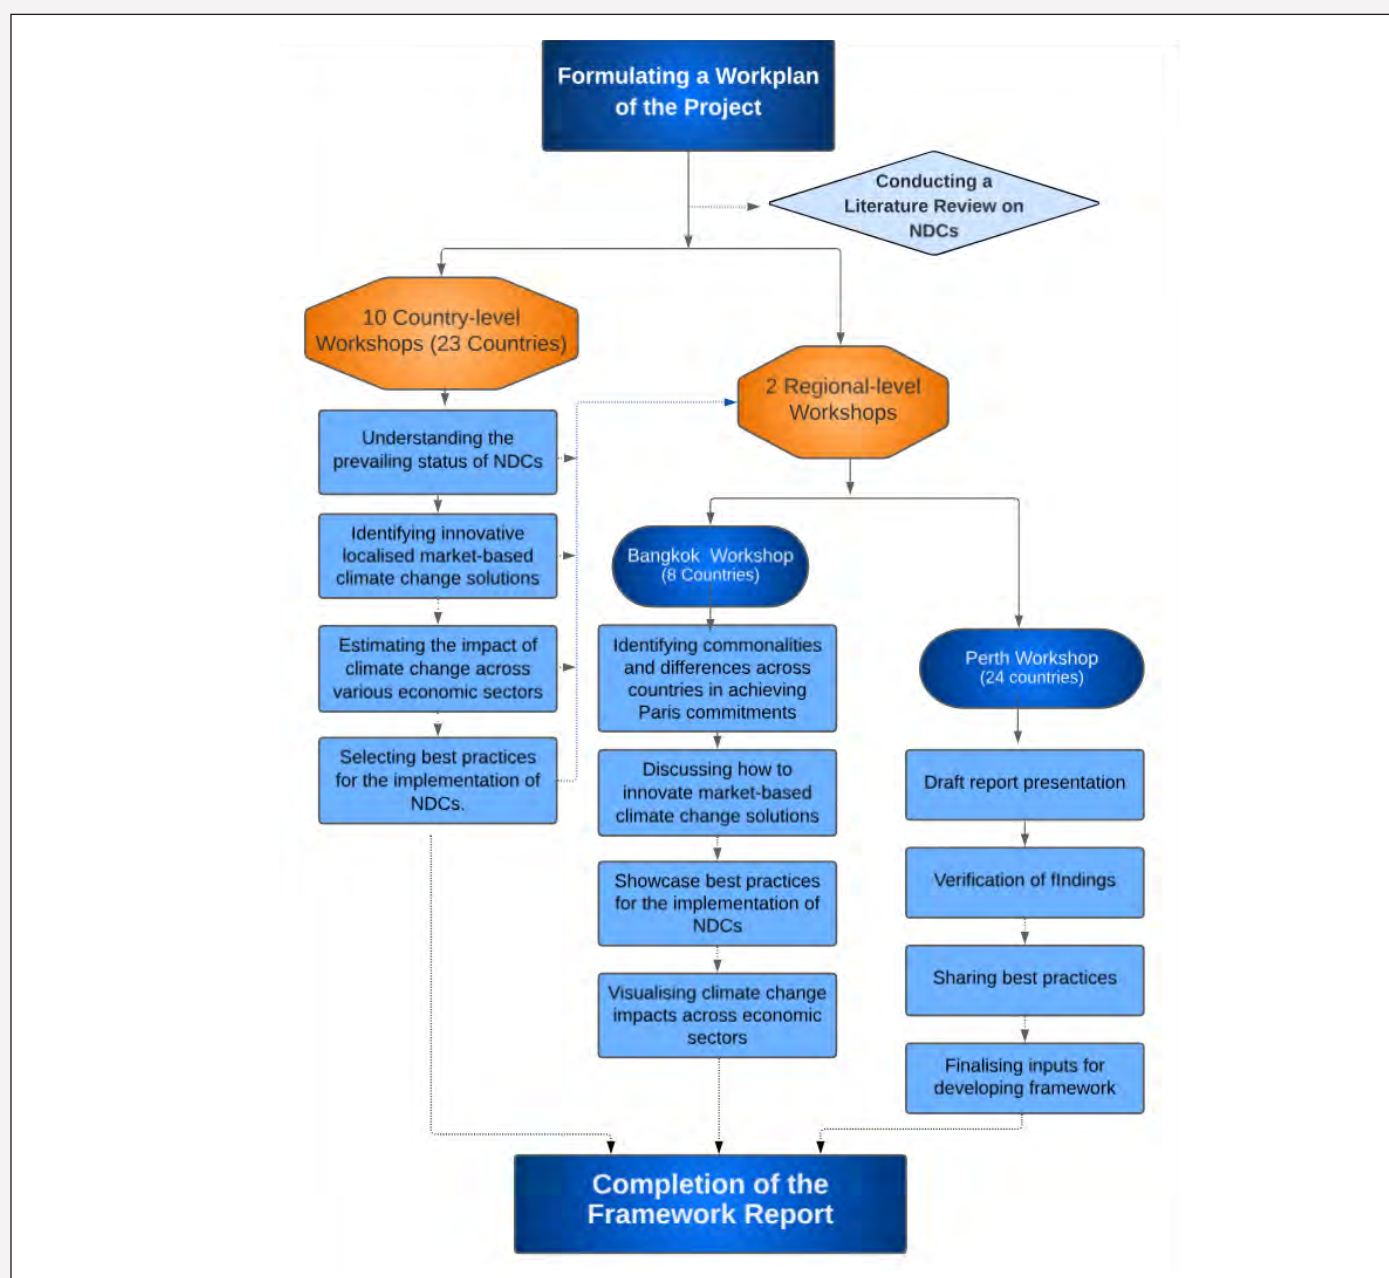 Formulating a Workplan
of the Project
Conducting a
Literature Review on
NDCs
10 Country-level
Workshops (23 Countries)
2 Regional-level
Workshops
Understanding the
prevailing status of NDCs
Identifying innovative
localised market-based
climate change solutions
Estimating the impact of
climate change across
various economic sectors
Selecting best practices
for the implementation of
NDCs.
Bangkok Workshop
(8 Countries)
Identifying commonalities
and differences across
countries in achieving
Paris commitments
Discussing how to
innovate market-based
climate change solutions
Showcase best practices
for the implementation of
NDCs
Visualising climate change
impacts across economic
sectors
Perth Workshop
(24 countries)
Draft report presentation
Verification of fIndings
Sharing best practices
Finalising inputs for
developing framework
Completion of the
Framework Report